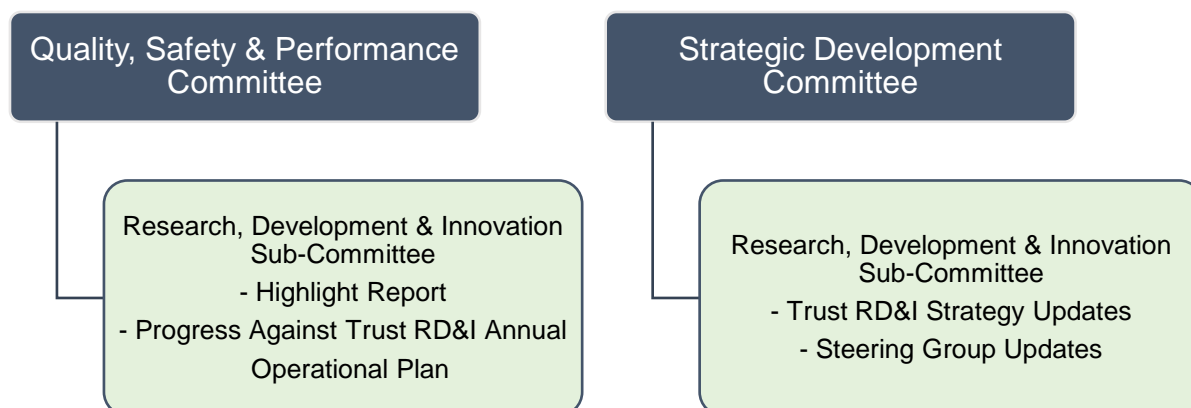 Quality, Safety & Performance
Committee
Research, Development & Innovation
Sub-Committee
- Highlight Report
- Progress Against Trust RD&I Annual
Operational Plan
Strategic Development
Committee
Research, Development & Innovation
Sub-Committee
- Trust RD&I Strategy Updates
- Steering Group Updates